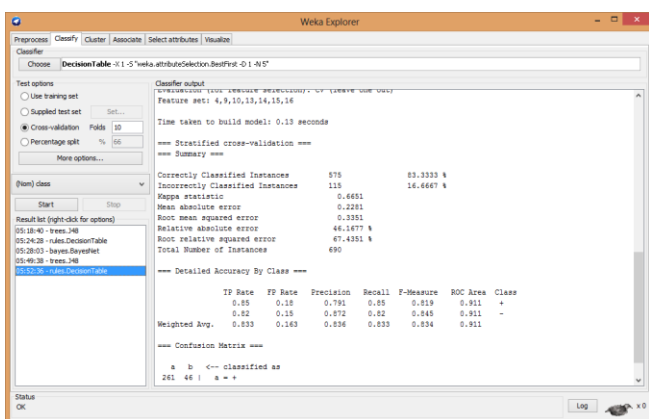 Weka Explorer
Preprocess Classify Cluster Associate Select attributes Visualize
Classifier
Choose DecisionTable -X 1 -S "weka.attributeSelection.BestFirst -D 1 -N 5"
Test options
Use training set
Supplied test set Set...
Cross-validation Folds 10
Percentage split % 66
More options...
(Nom) class
Start Stop
Result list (right-click for options)
05:18:40 - trees.J48
05:24:28 - rules.DecisionTable
05:28:03 - bayes.BayesNet
05:49:38 - trees.J48
05:52:36 - rules.DecisionTable
Classifier output
Evaluation (for feature selection): CV (leave one out)
Feature set: 4,9,10,13,14,15,16
Time taken to build model: 0.13 seconds
=== Stratified cross-validation ===
=== Summary ===
Correctly Classified Instances 575 83.3333 %
Incorrectly Classified Instances 115 16.6667 %
Kappa statistic 0.6651
Mean absolute error 0.2281
Root mean squared error 0.3351
Relative absolute error 46.1677 %
Root relative squared error 67.4351 %
Total Number of Instances 690
=== Detailed Accuracy By Class ===
TP Rate FP Rate Precision Recall F-Measure ROC Area Class
0.85 0.18 0.791 0.85 0.819 0.911 +
0.82 0.15 0.872 0.82 0.845 0.911 -
Weighted Avg. 0.833 0.163 0.836 0.833 0.834 0.911
=== Confusion Matrix ===
a b <-- classified as
261 46 | a = +
Status
OK
Log
x 0